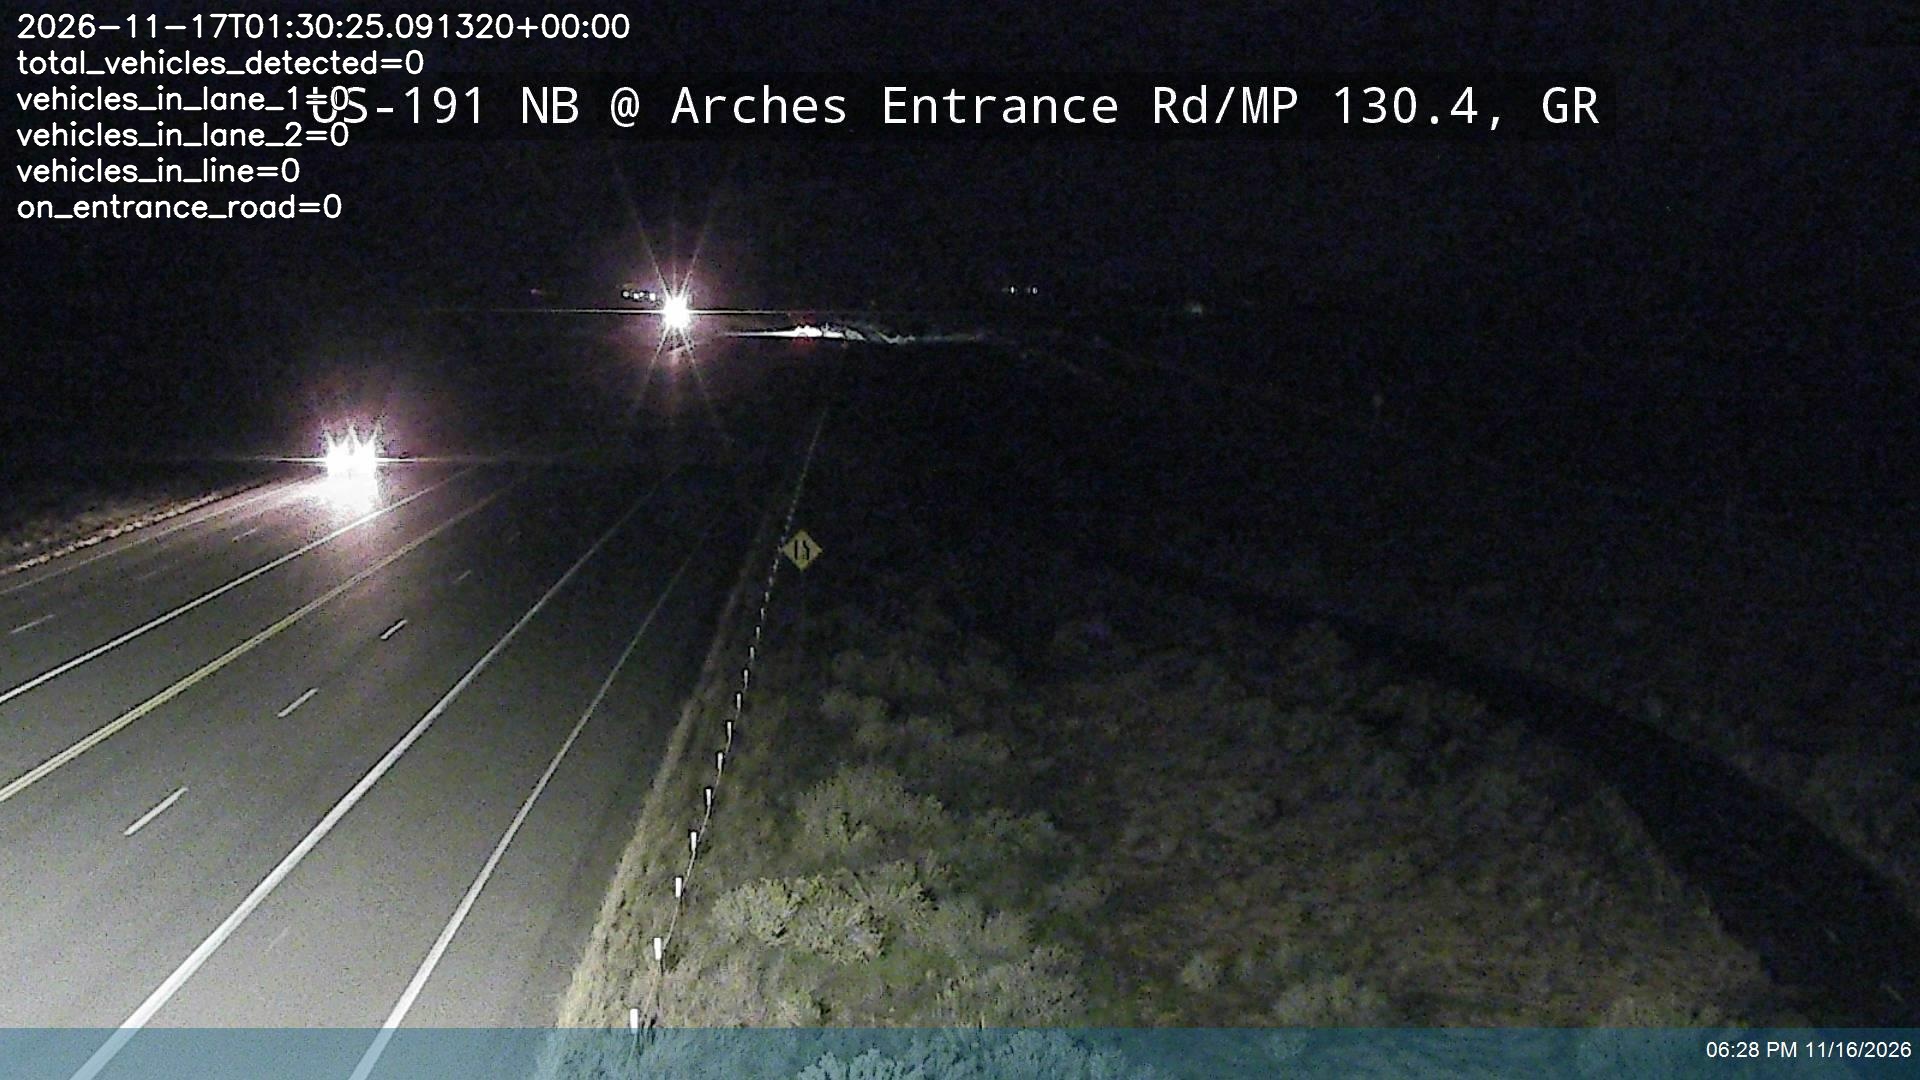 2026-11-17T01:30:25.091320+00:00
total_vehicles_detected=0
vehicles_in_lane_1=0
US-191 NB @ Arches Entrance Rd/MP 130.4, GR
vehicles_in_lane_2=0
vehicles_in_line=0
on_entrance_road=0
06:28 PM 11/16/2026